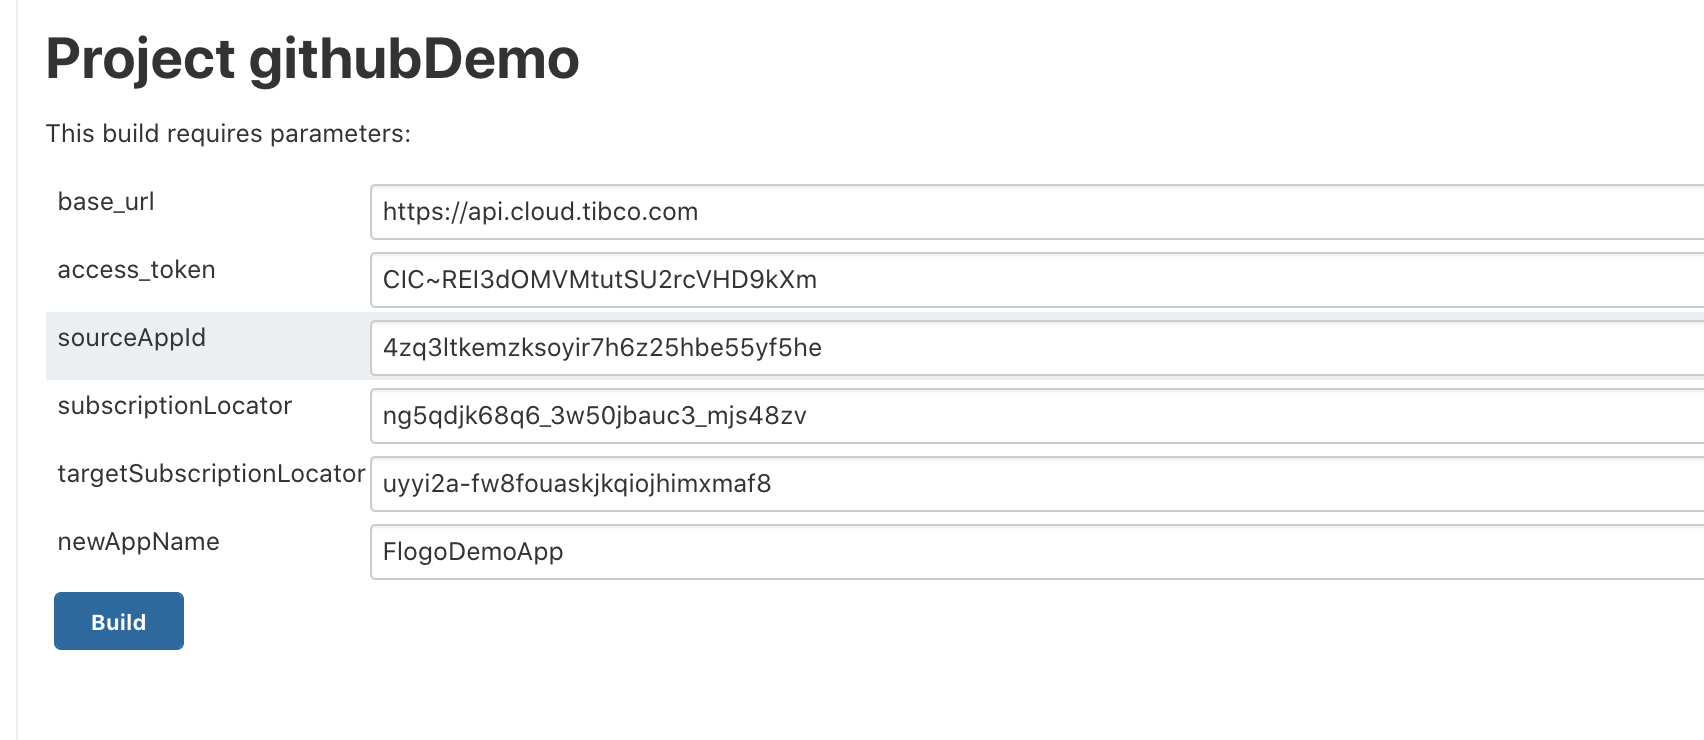 Project githubDemo
This build requires parameters:
base_url
https://api.cloud.tibco.com
access_token
CIC~REI3dOMVMtutSU2rcVHD9kXm
sourceAppId
4zq3ltkemzksoyir7h6z25hbe55yf5he
subscriptionLocator
ng5qdjk68q6_3w50jbauc3_mjs48zv
targetSubscriptionLocator
uyyi2a-fw8fouaskjkqiojhimxmaf8
newAppName
FlogoDemoApp
Build